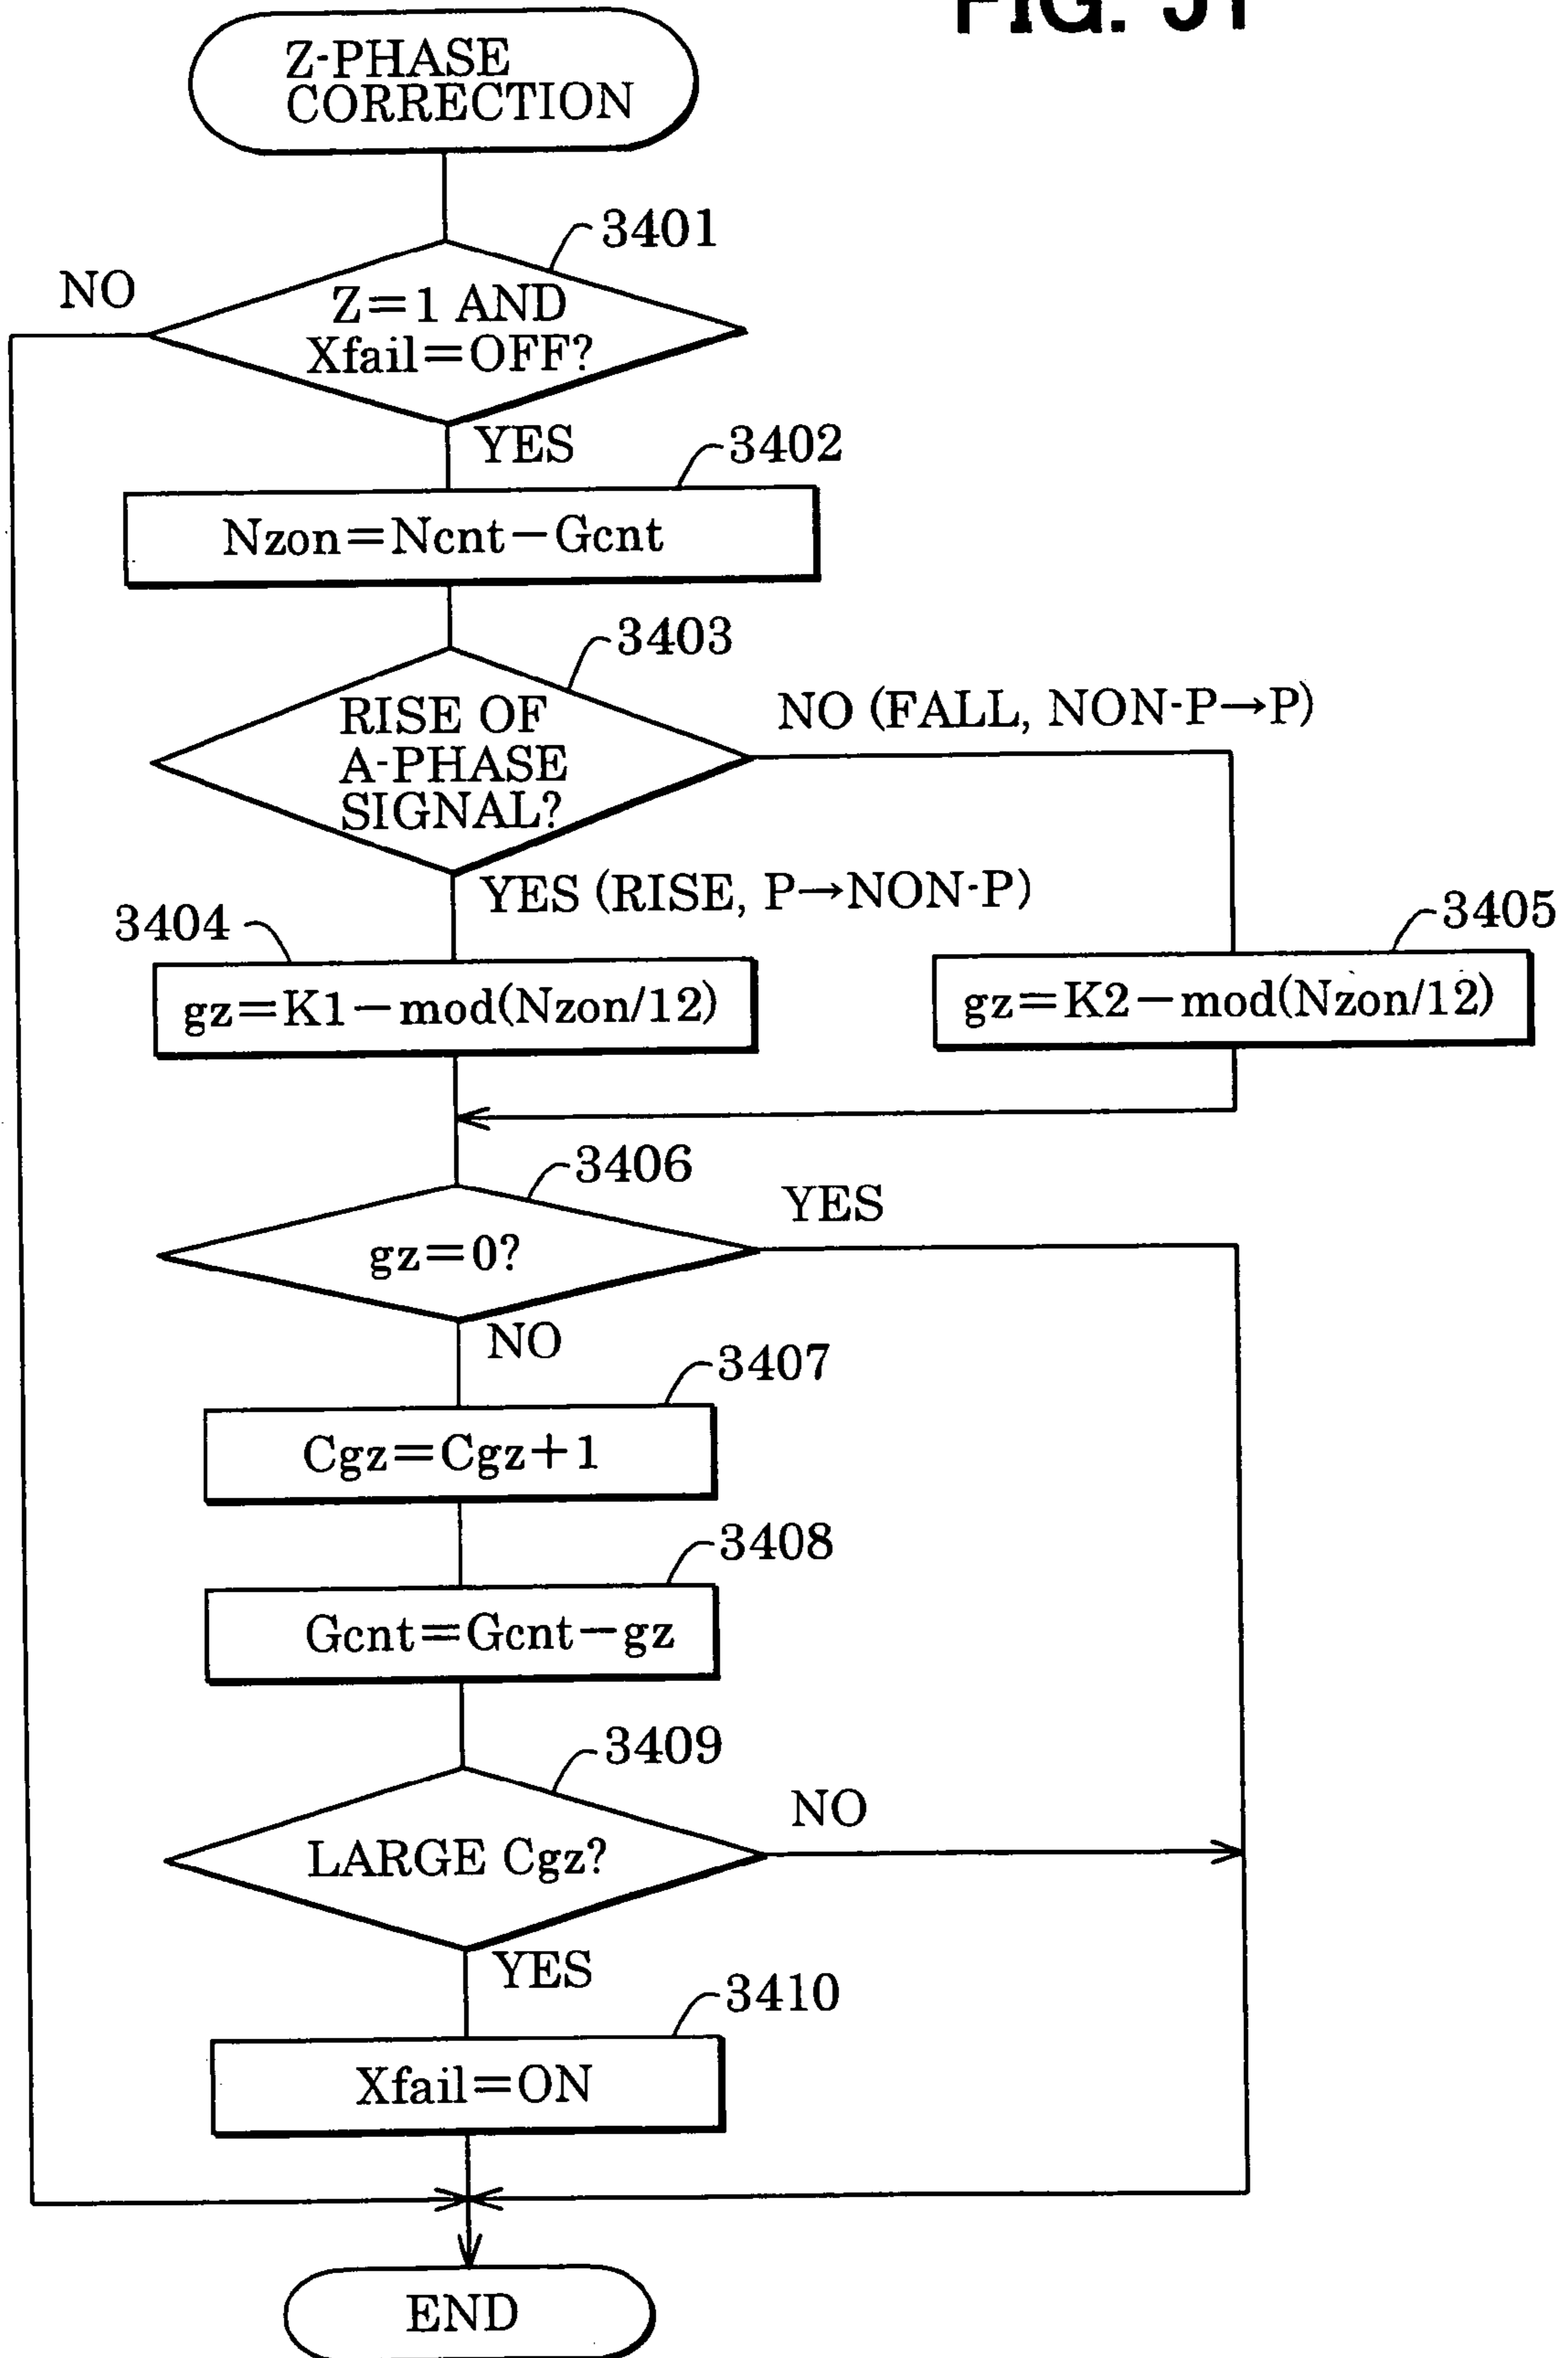 FIG.
Z-PHASE
CORRECTION
3401
NO
Z=1 AND
Xfail=OFF?
YES
3402
Nzon=Ncnt−Gcnt
3403
RISE OF
A-PHASE
SIGNAL?
NO (FALL, NON-P→P)
YES (RISE, P→NON-P)
3404
3405
gz=K1−mod(Nzon/12)
gz=K2−mod(Nzon/12)
3406
YES
gz=0?
NO
3407
Cgz=Cgz+1
3408
Gcnt=Gcnt−gz
3409
NO
LARGE Cgz?
YES
3410
Xfail=ON
END